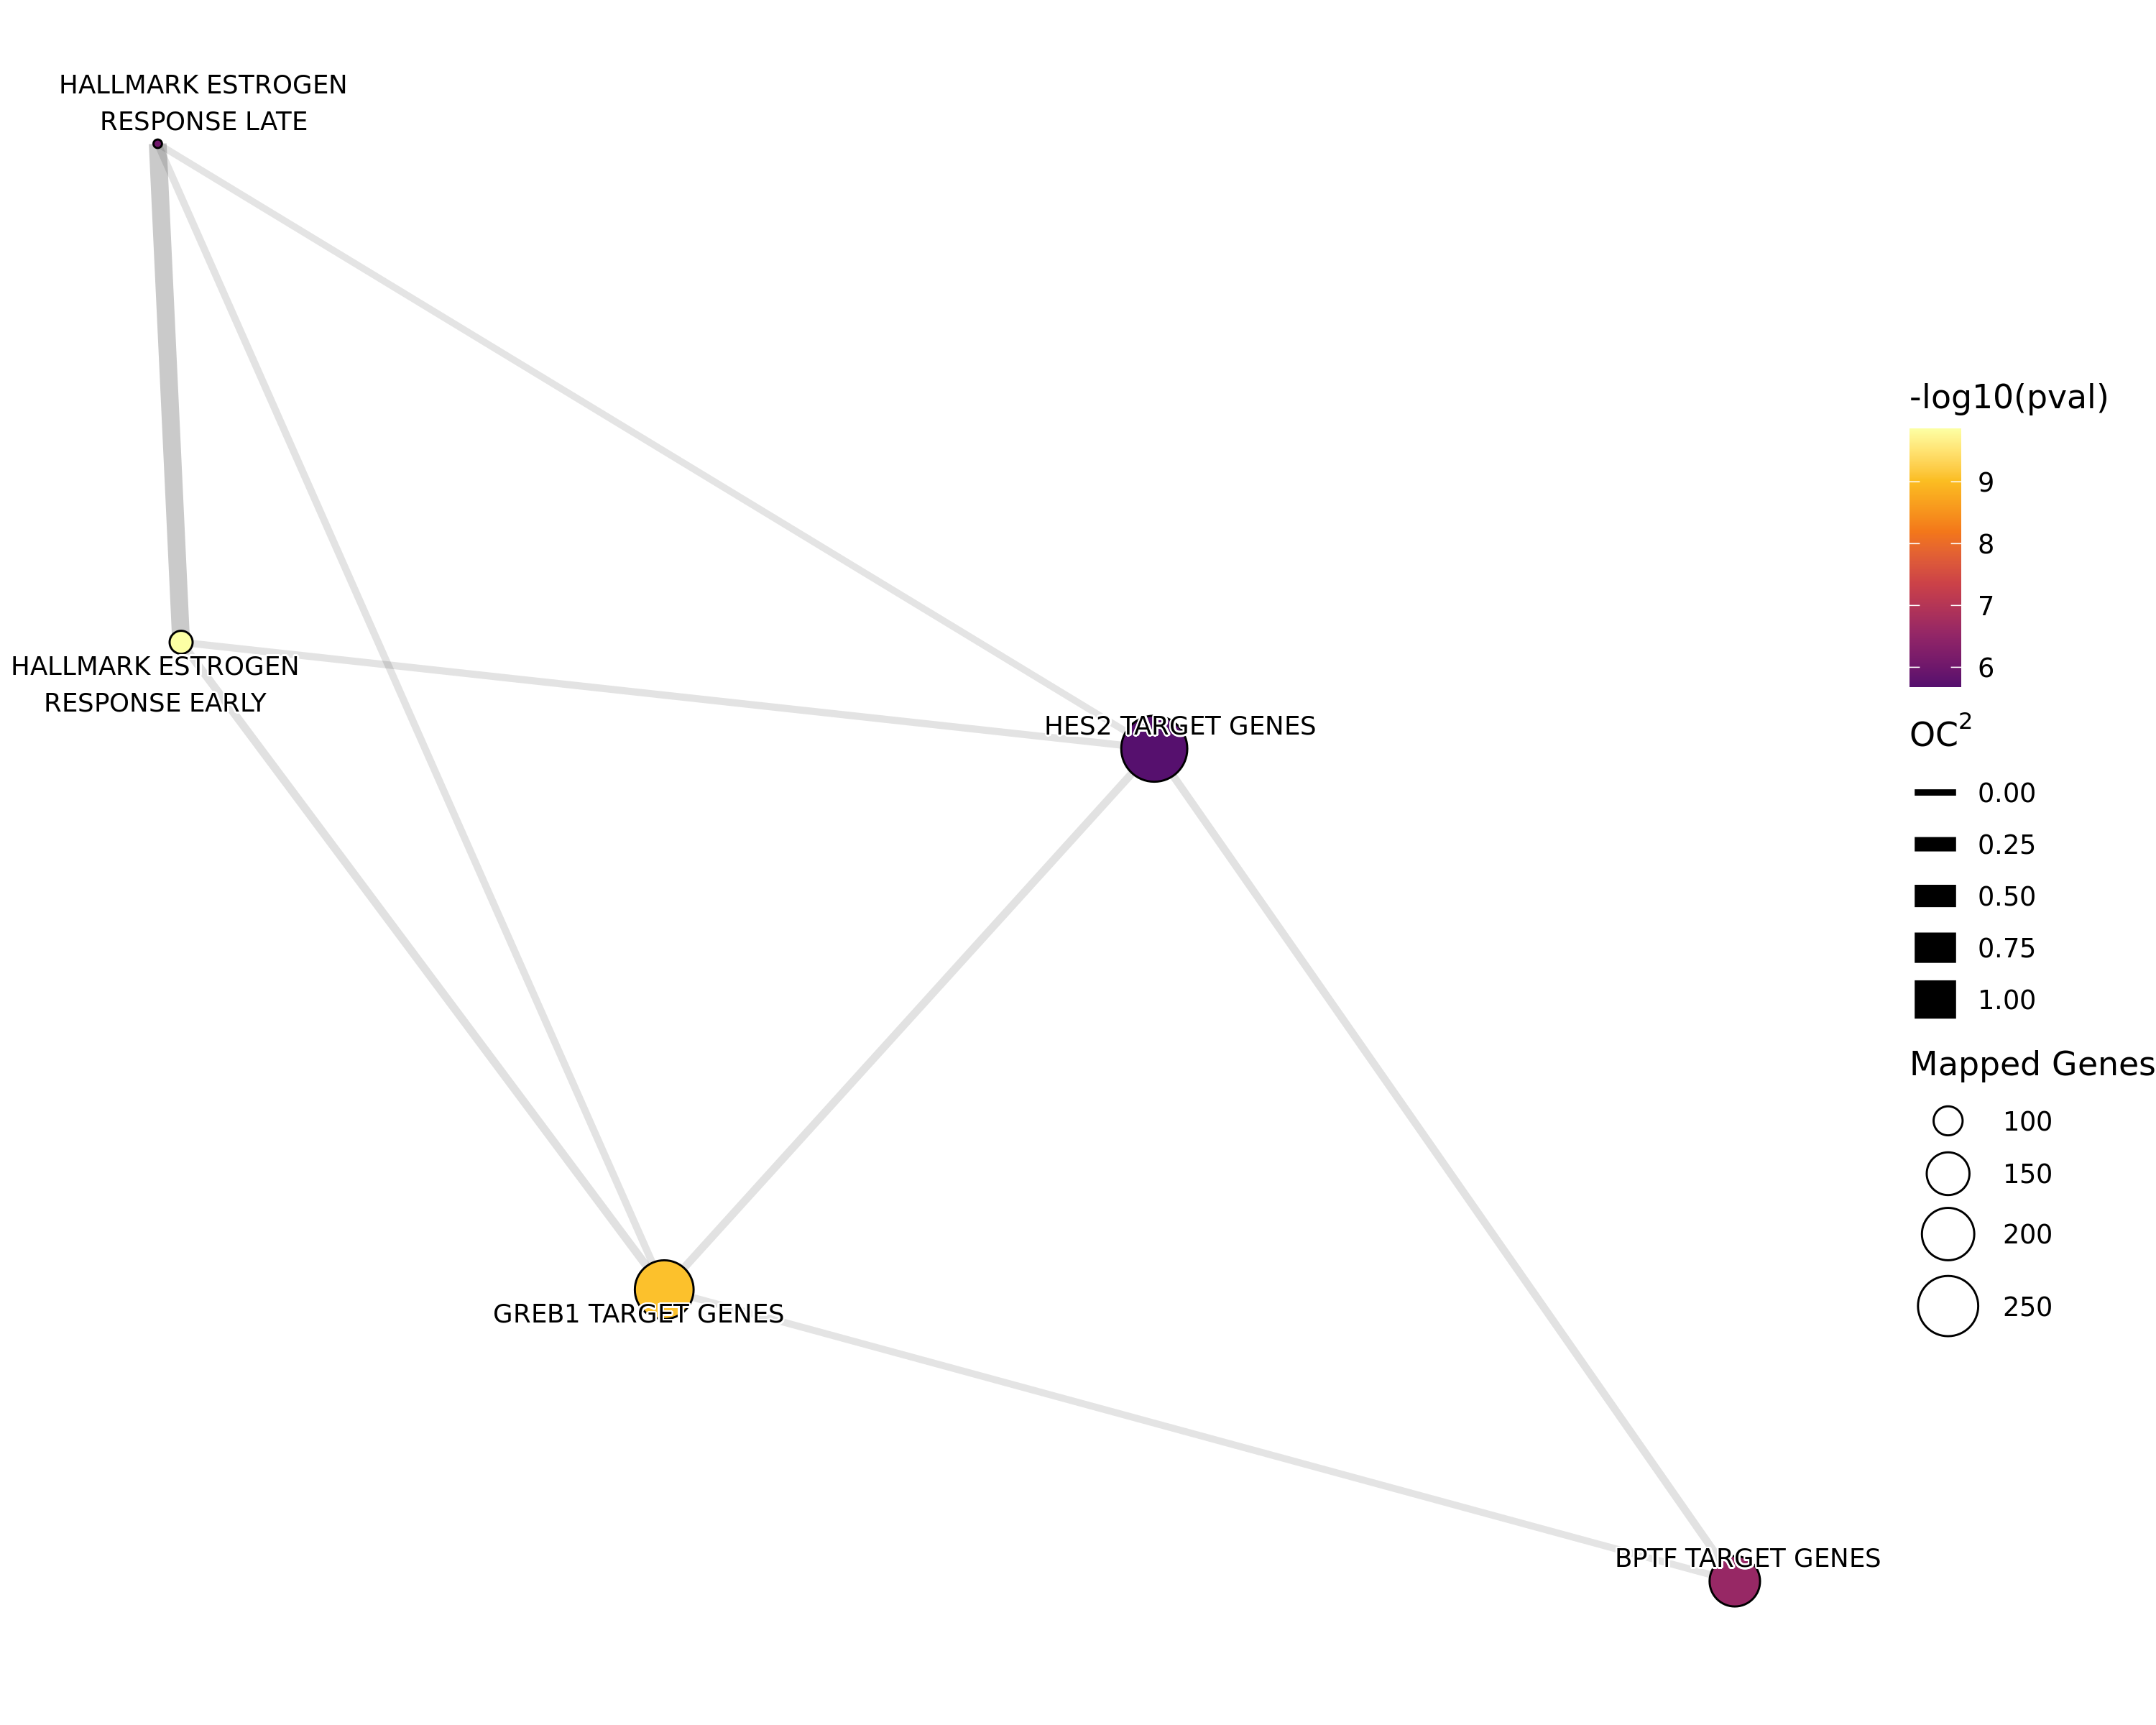 HALLMARK ESTROGEN
RESPONSE LATE
HALLMARK ESTROGEN
RESPONSE EARLY
HES2 TARGET GENES
GREB1 TARGET GENES
BPTF TARGET GENES
-log10(pval)
9
8
7
6
OC²
0.00
0.25
0.50
0.75
1.00
Mapped Genes
100
150
200
250